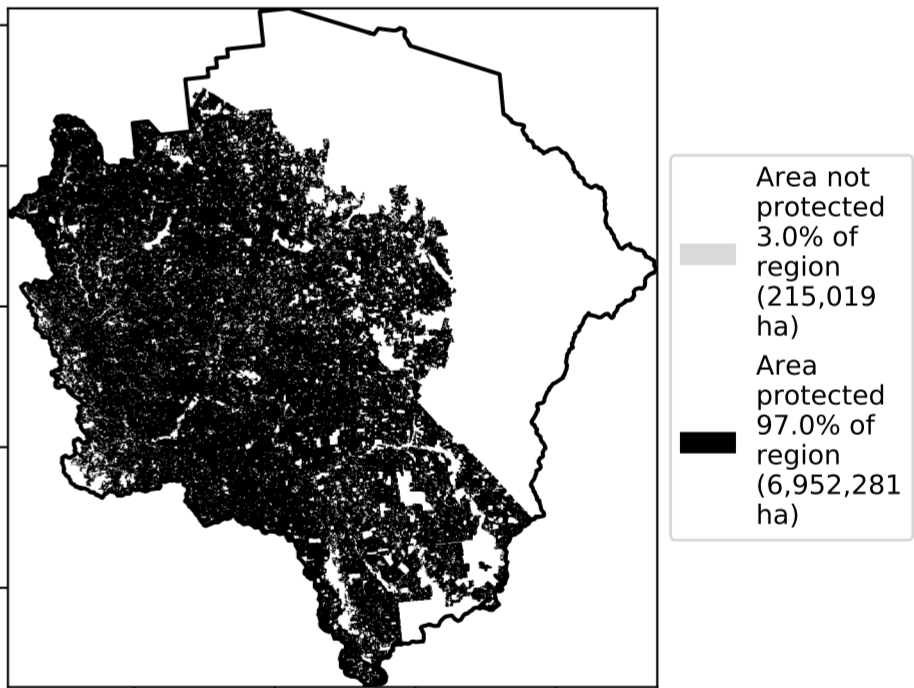 Area not
protected
3.0% of
region
(215,019
ha)
Area
protected
97.0% of
region
(6,952,281
ha)